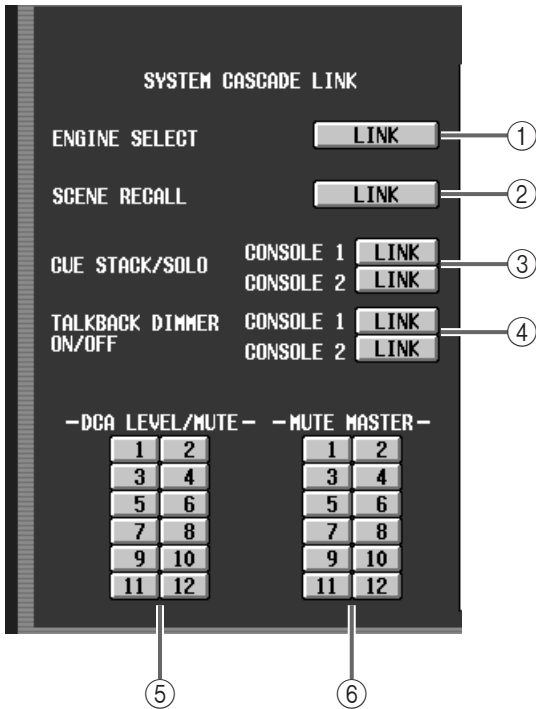 SYSTEM CASCADE LINK
ENGINE SELECT LINK ①
SCENE RECALL LINK ②
CUE STACK/SOLO CONSOLE 1 LINK ③
CONSOLE 2 LINK
TALKBACK DIMMER CONSOLE 1 LINK ④
ON/OFF CONSOLE 2 LINK
-DCA LEVEL/MUTE- -MUTE MASTER-
1 2 1 2
3 4 3 4
5 6 5 6
7 8 7 8
9 10 9 10
11 12 11 12
⑤ ⑥